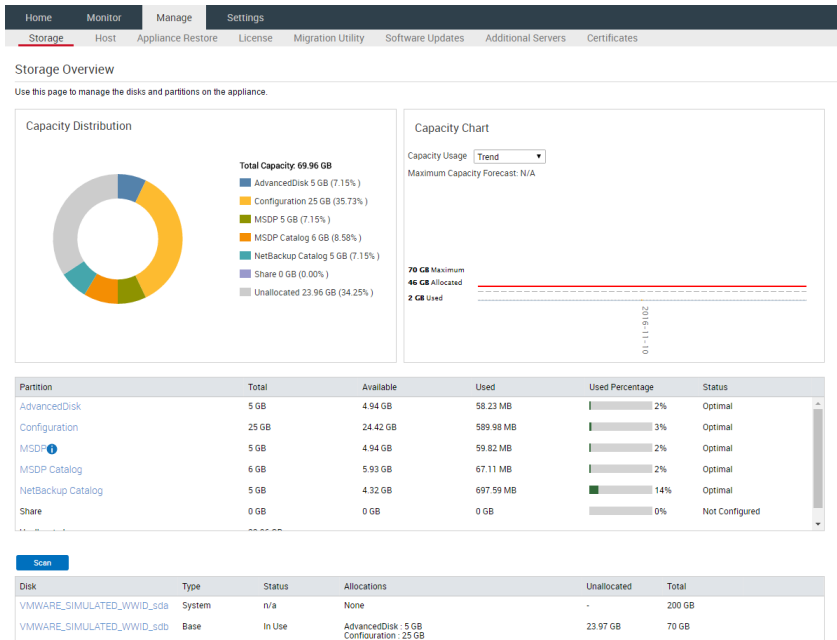 Home Monitor Manage Settings
Storage Host Appliance Restore License Migration Utility Software Updates Additional Servers Certificates
Storage Overview
Use this page to manage the disks and partitions on the appliance.
Capacity Distribution
Total Capacity: 69.96 GB
AdvancedDisk 5 GB (7.15% )
Configuration 25 GB (35.73% )
MSDP 5 GB (7.15% )
MSDP Catalog 6 GB (8.58% )
NetBackup Catalog 5 GB (7.15% )
Share 0 GB (0.00% )
Unallocated 23.96 GB (34.25% )
Capacity Chart
Capacity Usage Trend
Maximum Capacity Forecast: N/A
70 GB Maximum
46 GB Allocated
2 GB Used
2016-11-10
Partition Total Available Used Used Percentage Status
AdvancedDisk 5 GB 4.94 GB 58.23 MB 2% Optimal
Configuration 25 GB 24.42 GB 589.98 MB 3% Optimal
MSDP 5 GB 4.94 GB 59.82 MB 2% Optimal
MSDP Catalog 6 GB 5.93 GB 67.11 MB 2% Optimal
NetBackup Catalog 5 GB 4.32 GB 697.59 MB 14% Optimal
Share 0 GB 0 GB 0 GB 0% Not Configured
Scan
Disk Type Status Allocations Unallocated Total
VMWARE_SIMULATED_WWID_sda System n/a None - 200 GB
VMWARE_SIMULATED_WWID_sdb Base In Use AdvancedDisk : 5 GB 23.97 GB 70 GB
Configuration : 25 GB